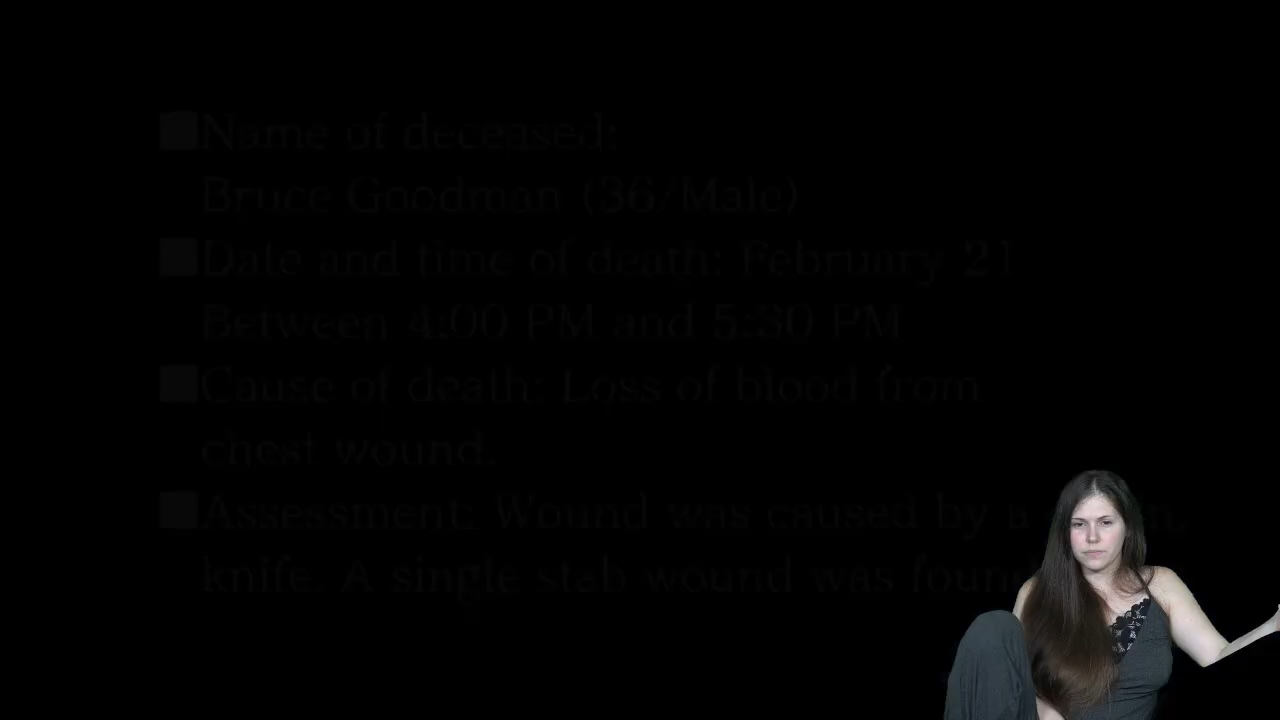 ■Name of deceased:
Bruce Goodman (36/Male)
■Date and time of death: February 21
Between 4:00 PM and 5:30 PM
■Cause of death: Loss of blood from
chest wound.
■Assessment: Wound was caused by a
knife. A single stab wound was